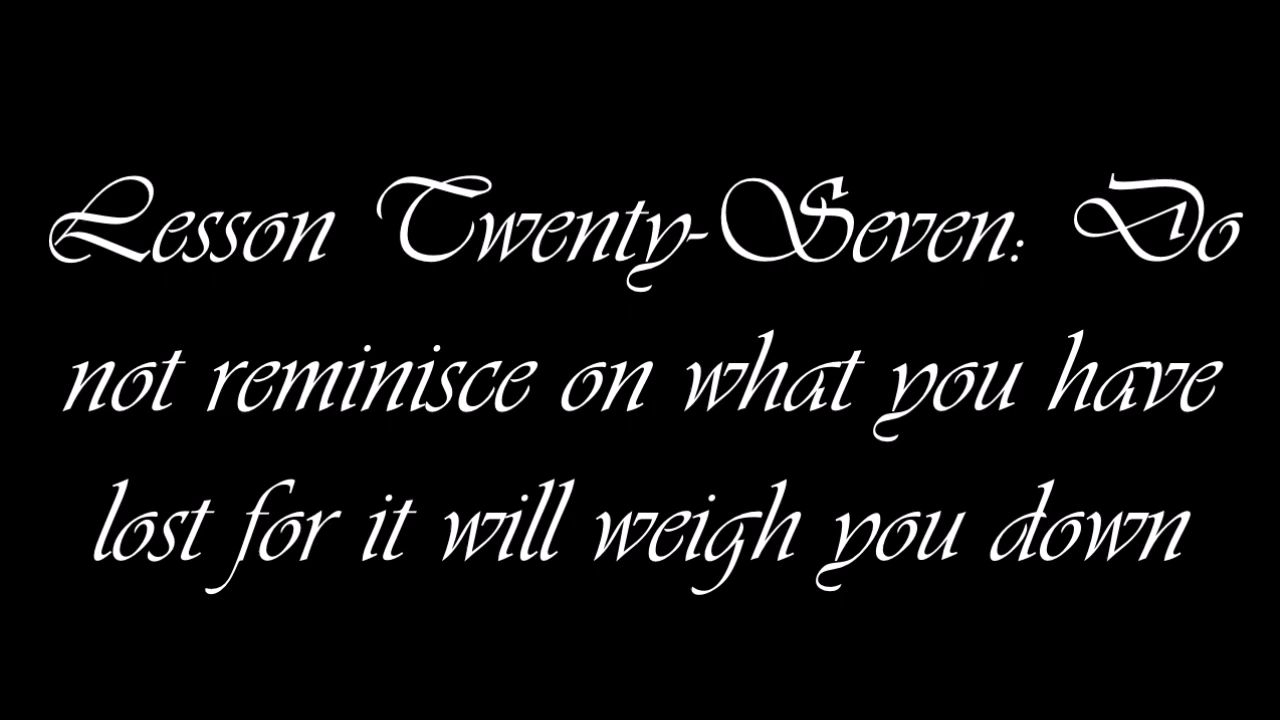 Lesson Twenty-Seven: Do
not reminisce on what you have
lost for it will weigh you down